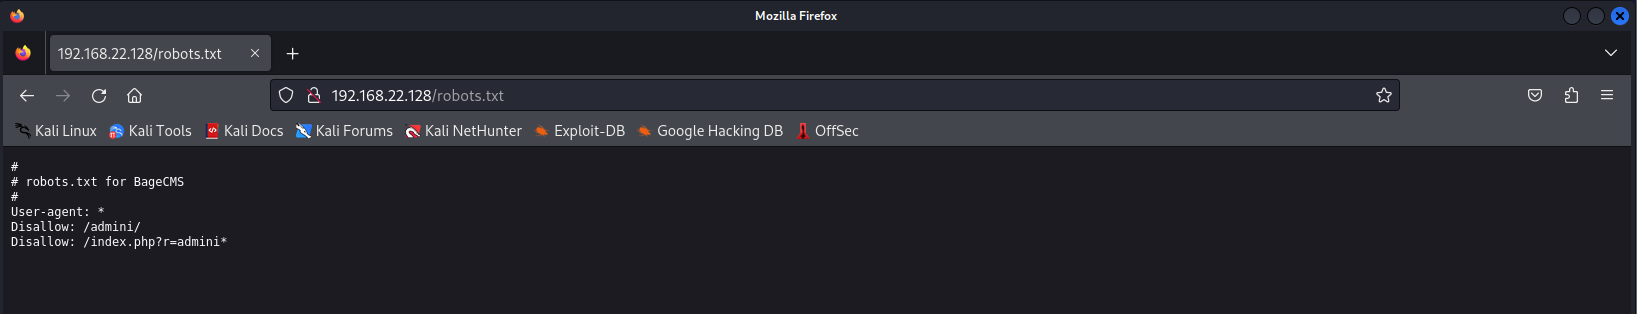 Mozilla Firefox
192.168.22.128/robots.txt
192.168.22.128/robots.txt
Kali Linux Kali Tools Kali Docs Kali Forums Kali NetHunter Exploit-DB Google Hacking DB OffSec
#
# robots.txt for BageCMS
#
User-agent: *
Disallow: /admini/
Disallow: /index.php?r=admini*